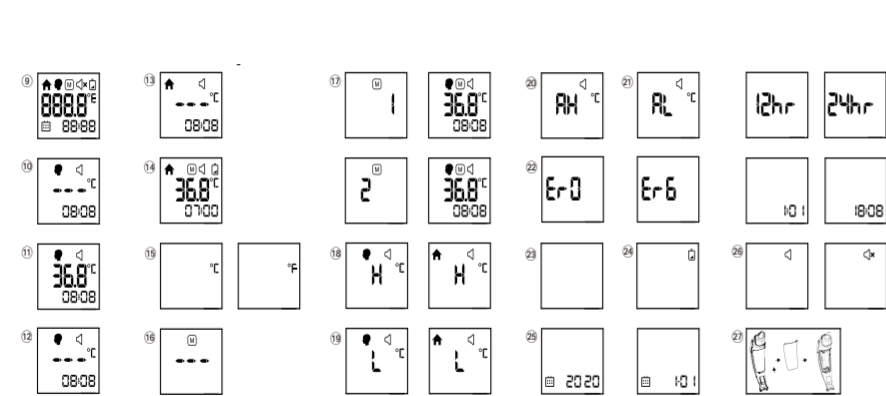 ⑨ M 888.8°F 88:88
⑬ ---°C 08:08
⑰ M 1
M 36.8°C 08:08
⑳ AH °C
㉑ AL °C
12hr
24hr
⑩ ---°C 08:08
⑭ M 36.8°C 07:00
M 2
M 36.8°C 08:08
㉒ Er0
Er6
1:01
18:08
⑪ 36.8°C 08:08
⑮ °C
°F
⑱ H °C
H °C
㉓
㉔
㉖
⑫ ---°C 08:08
⑯ M ---
⑲ L °C
L °C
㉕ 2020
1:01
㉗